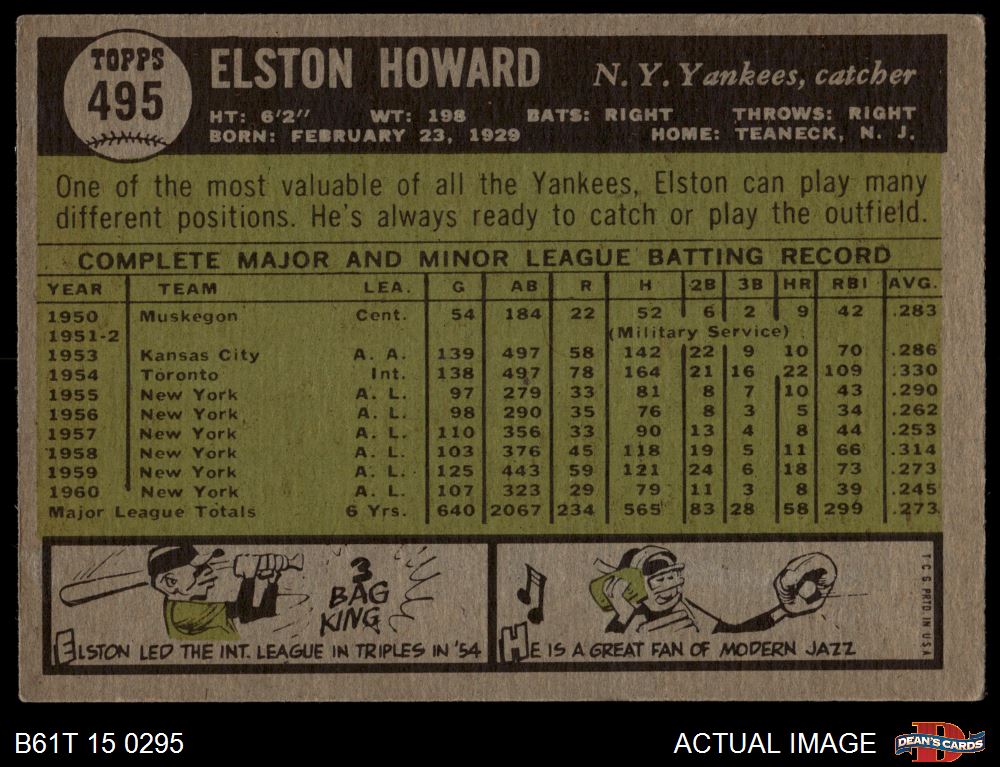 TOPPS
495
ELSTON HOWARD N. Y. Yankees, catcher
HT: 6'2" WT: 198 BATS: RIGHT THROWS: RIGHT
BORN: FEBRUARY 23, 1929 HOME: TEANECK, N. J.
One of the most valuable of all the Yankees, Elston can play many
different positions. He's always ready to catch or play the outfield.
COMPLETE MAJOR AND MINOR LEAGUE BATTING RECORD
YEAR TEAM LEA. G AB R H 2B 3B HR RBI AVG.
1950 Muskegon Cent. 54 184 22 52 6 2 9 42 .283
1951-2 (Military Service)
1953 Kansas City A. A. 139 497 58 142 22 9 10 70 .286
1954 Toronto Int. 138 497 78 164 21 16 22 109 .330
1955 New York A. L. 97 279 33 81 8 7 10 43 .290
1956 New York A. L. 98 290 35 76 8 3 5 34 .262
1957 New York A. L. 110 356 33 90 13 4 8 44 .253
1958 New York A. L. 103 376 45 118 19 5 11 66 .314
1959 New York A. L. 125 443 59 121 24 6 18 73 .273
1960 New York A. L. 107 323 29 79 11 3 8 39 .245
Major League Totals 6 Yrs. 640 2067 234 565 83 28 58 299 .273
3
BAG
KING
ELSTON LED THE INT. LEAGUE IN TRIPLES IN '54
HE IS A GREAT FAN OF MODERN JAZZ
T.C.G. PRTD. IN U.S.A.
B61T 15 0295
ACTUAL IMAGE
D
DEAN'S CARDS